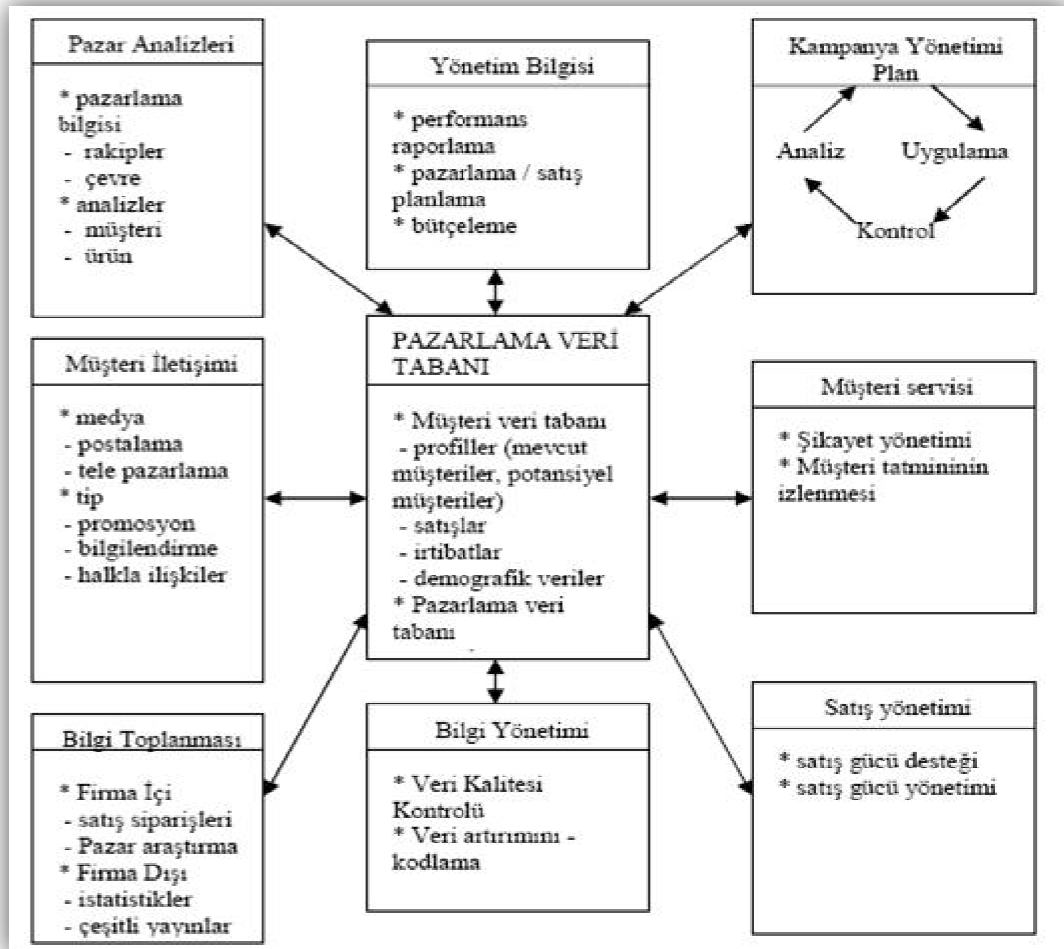 Pazar Analizleri
* pazarlama
bilgisi
- rakipler
- çevre
* analizler
- müşteri
- ürün
Yönetim Bilgisi
* performans
raporlama
* pazarlama / satış
planlama
* bütçeleme
Kampanya Yönetimi
Plan
Analiz Uygulama
Kontrol
Müşteri İletişimi
* medya
- postalama
- tele pazarlama
* tip
- promosyon
- bilgilendirme
- halkla ilişkiler
PAZARLAMA VERİ
TABANI
* Müşteri veri tabanı
- profiller (mevcut
müşteriler, potansiyel
müşteriler)
- satışlar
- irtibatlar
- demografik veriler
* Pazarlama veri
tabanı
Müşteri servisi
* Şikayet yönetimi
* Müşteri tatmininin
izlenmesi
Bilgi Toplanması
* Firma İçi
- satış siparişleri
- Pazar araştırma
* Firma Dışı
- istatistikler
- çeşitli yayınlar
Bilgi Yönetimi
* Veri Kalitesi
Kontrolü
* Veri artırımını -
kodlama
Satış yönetimi
* satış gücü desteği
* satış gücü yönetimi